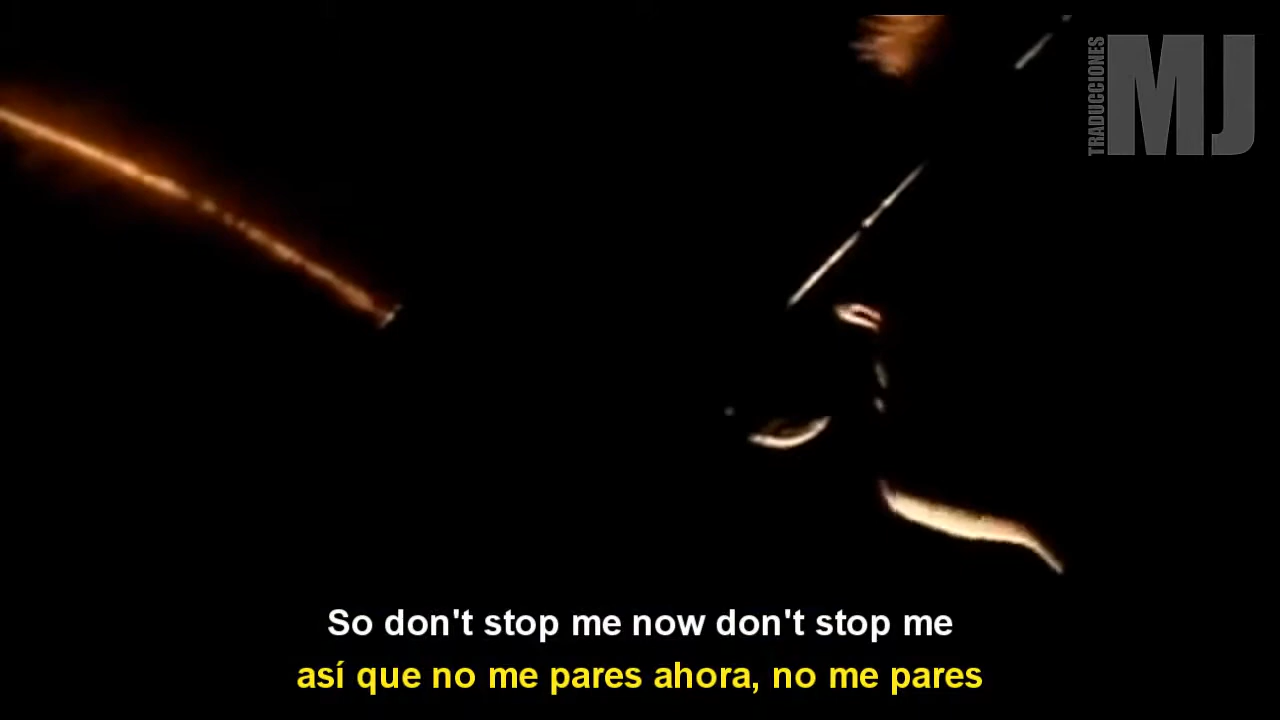 TRADUCCIONES
MJ
So don't stop me now don't stop me
así que no me pares ahora, no me pares